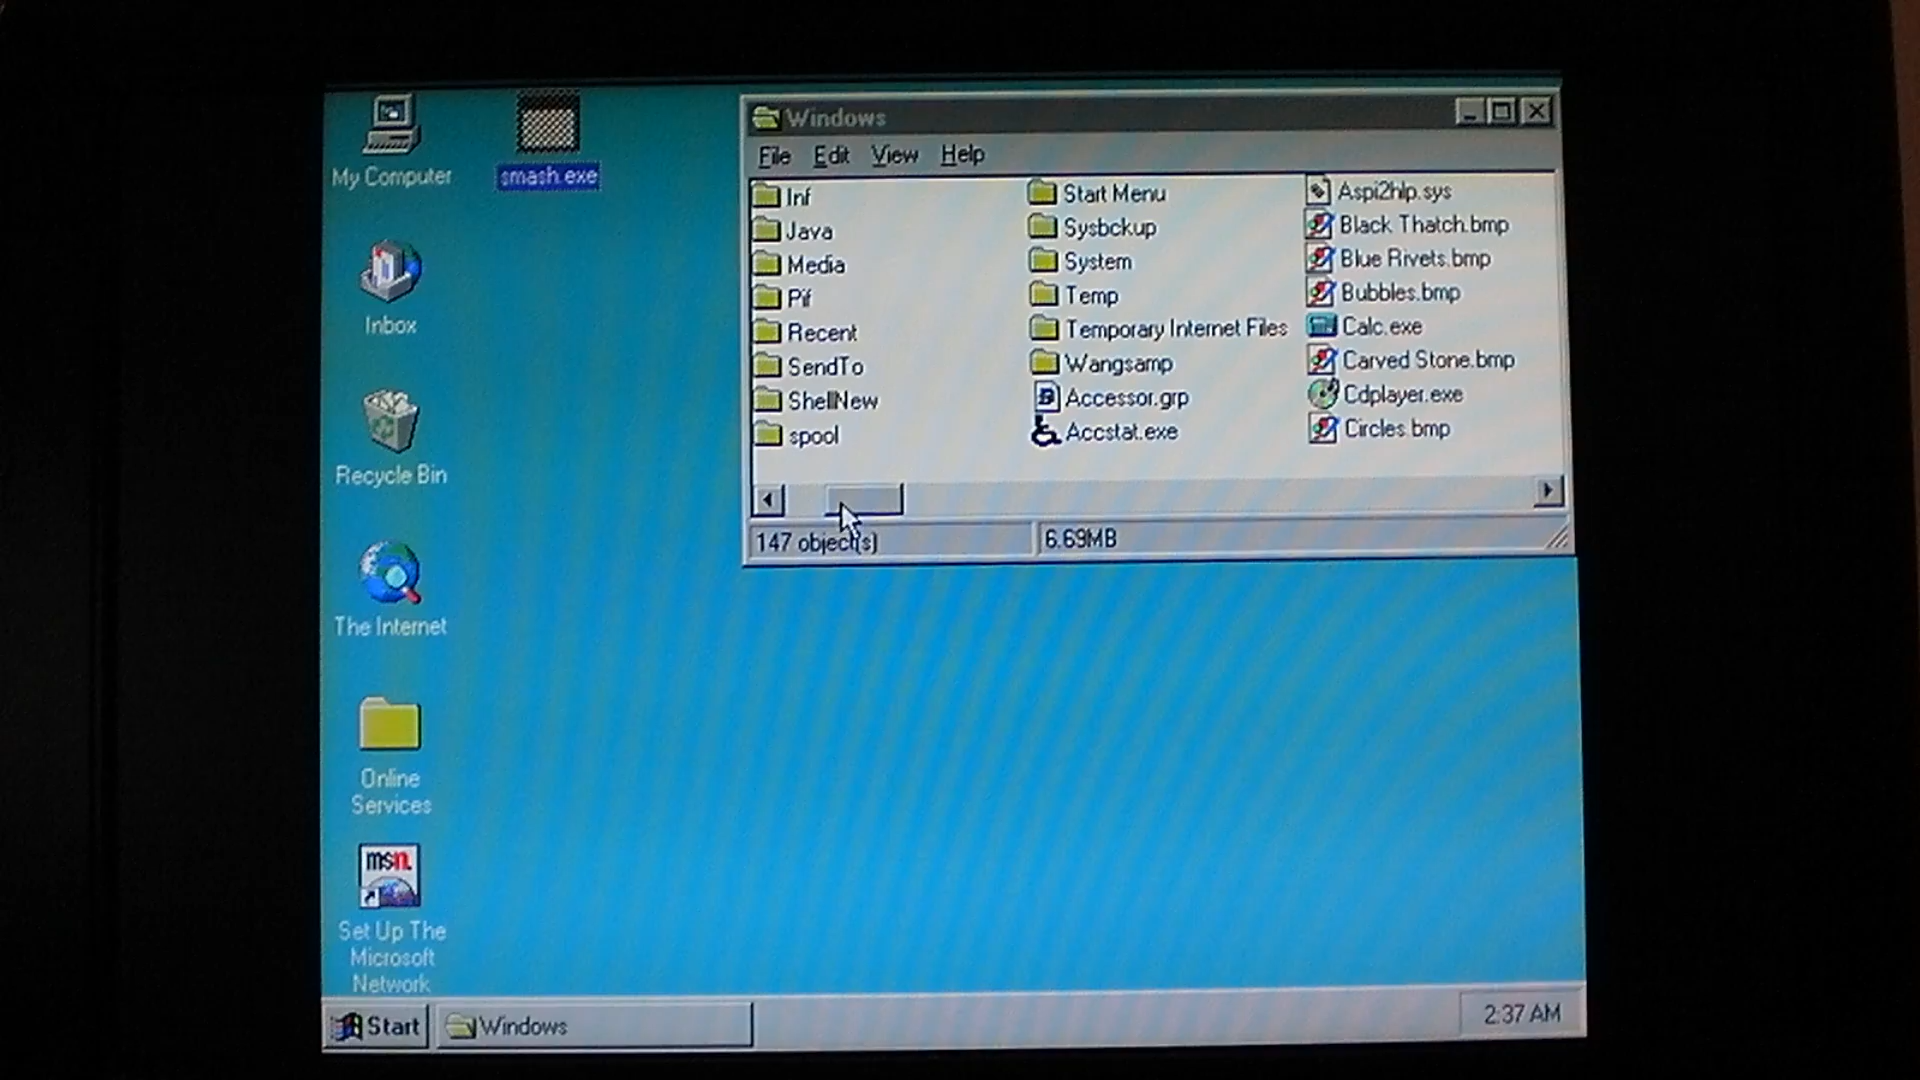 My Computer
smash.exe
Inbox
Recycle Bin
The Internet
Online
Services
msn.
Set Up The
Microsoft
Network
Windows
File Edit View Help
Inf
Java
Media
Pif
Recent
SendTo
ShellNew
spool
Start Menu
Sysbckup
System
Temp
Temporary Internet Files
Wangsamp
Accessor.grp
Accstat.exe
Aspi2hlp.sys
Black Thatch.bmp
Blue Rivets.bmp
Bubbles.bmp
Calc.exe
Carved Stone.bmp
Cdplayer.exe
Circles.bmp
147 object(s)
6.69MB
Start
Windows
2:37 AM